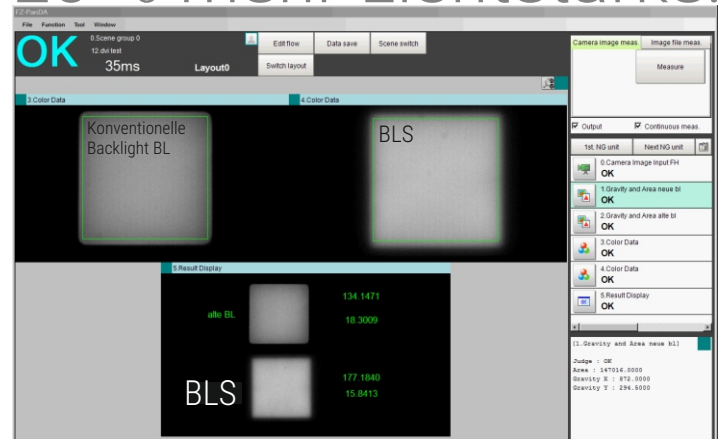 20 % mehr Lichtstärke.
FZ-PanDA
File Function Tool Window
OK
0.Scene group 0
12.dvi test
35ms
Layout0
Edit flow
Data save
Scene switch
Switch layout
Camera image meas.
Image file meas.
Measure
Output
Continuous meas.
3.Color Data
4.Color Data
Konventionelle
Backlight BL
BLS
1st. NG unit
Next NG unit
0.Camera Image Input FH
OK
1.Gravity and Area neue bl
OK
2.Gravity and Area alte bl
OK
3.Color Data
OK
4.Color Data
OK
5.Result Display
OK
5.Result Display
alte BL
134.1471
18.3009
BLS
177.1840
15.8413
[1.Gravity and Area neue bl]
Judge : OK
Area : 147016.0000
Gravity X : 872.0000
Gravity Y : 294.5000